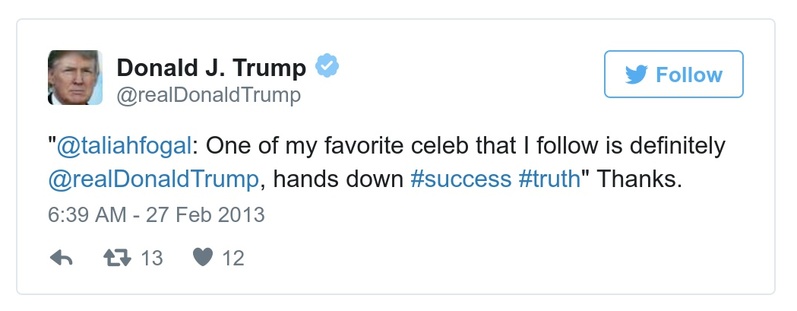 Donald J. Trump
@realDonaldTrump
Follow
"@taliahfogal: One of my favorite celeb that I follow is definitely
@realDonaldTrump, hands down #success #truth" Thanks.
6:39 AM - 27 Feb 2013
13 12